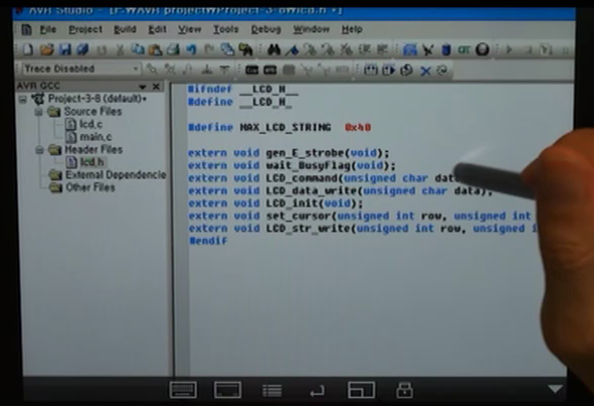 AVR Studio - [F:₩AVR project₩Project-3-8₩lcd.h *]
File Project Build Edit View Tools Debug Window Help
Trace Disabled
AVR GCC
Project-3-8 (default)*
Source Files
lcd.c
main.c
Header Files
lcd.h
External Dependencie
Other Files
#ifndef __LCD_H__
#define __LCD_H_
#define MAX_LCD_STRING 0x40
extern void gen_E_strobe(void);
extern void wait_BusyFlag(void);
extern void LCD_command(unsigned char dat
extern void LCD_data_write(unsigned char data);
extern void LCD_init(void);
extern void set_cursor(unsigned int row, unsigned int
extern void LCD_str_write(unsigned int row, unsigned i
#endif